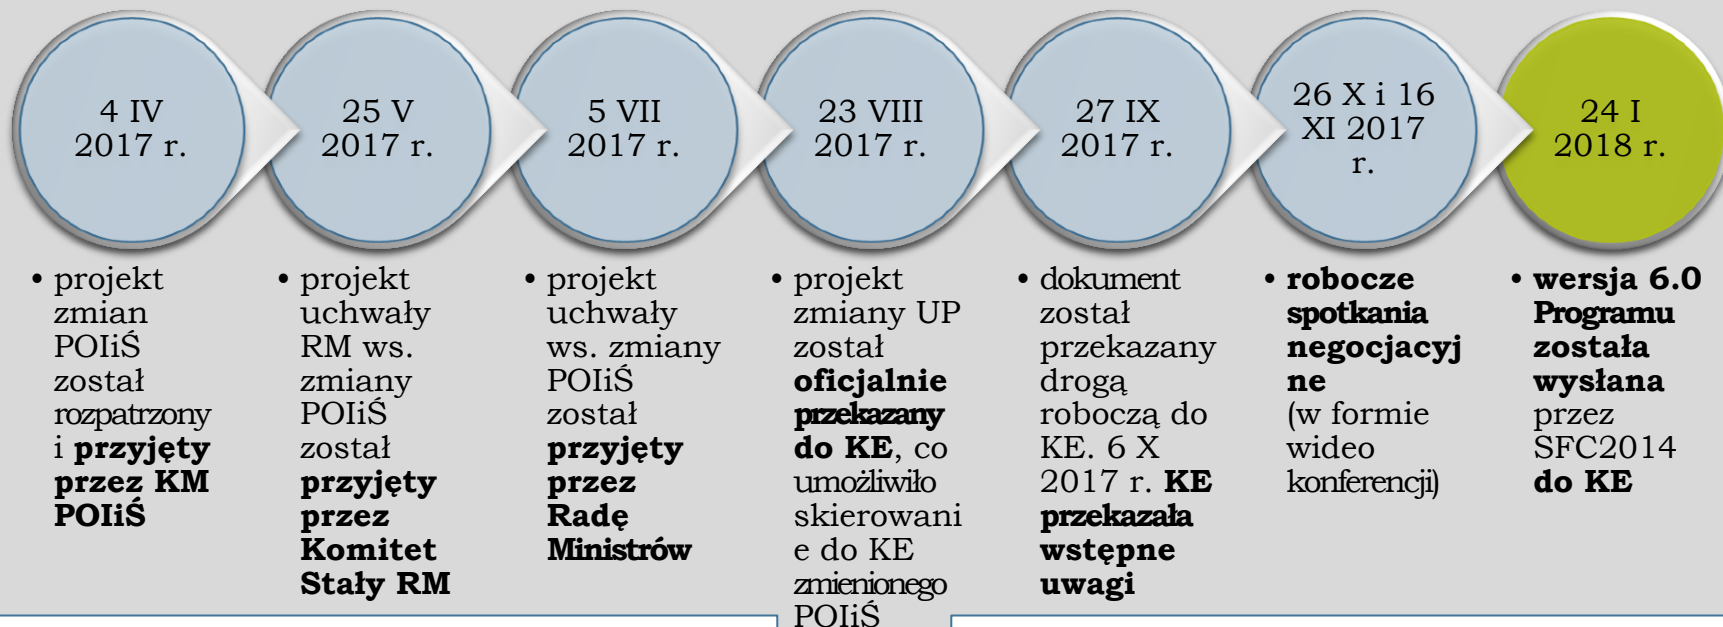 4 IV
2017 r.
25 V
2017 r.
5 VII
2017 r.
23 VIII
2017 r.
27 IX
2017 r.
26 X i 16
XI 2017
r.
24 I
2018 r.
• projekt
zmian
POIiŚ
został
rozpatrzony
i przyjęty
przez KM
POIiŚ
• projekt
uchwały
RM ws.
zmiany
POIiŚ
został
przyjęty
przez
Komitet
Stały RM
• projekt
uchwały
ws. zmiany
POIiŚ
został
przyjęty
przez
Radę
Ministrów
• projekt
zmiany UP
został
oficjalnie
przekazany
do KE, co
umożliwiło
skierowani
e do KE
zmienionego
POIiŚ
• dokument
został
przekazany
drogą
roboczą do
KE. 6 X
2017 r. KE
przekazała
wstępne
uwagi
• robocze
spotkania
negocjacyj
ne
(w formie
wideo
konferencji)
• wersja 6.0
Programu
została
wysłana
przez
SFC2014
do KE